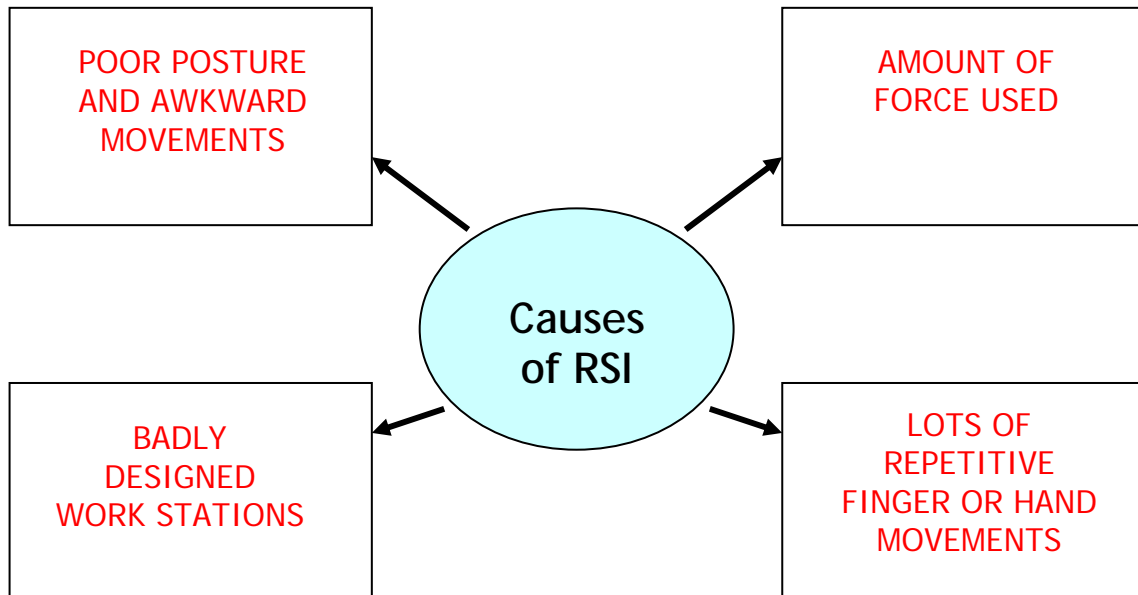 POOR POSTURE
AND AWKWARD
MOVEMENTS
AMOUNT OF
FORCE USED
Causes
of RSI
BADLY
DESIGNED
WORK STATIONS
LOTS OF
REPETITIVE
FINGER OR HAND
MOVEMENTS